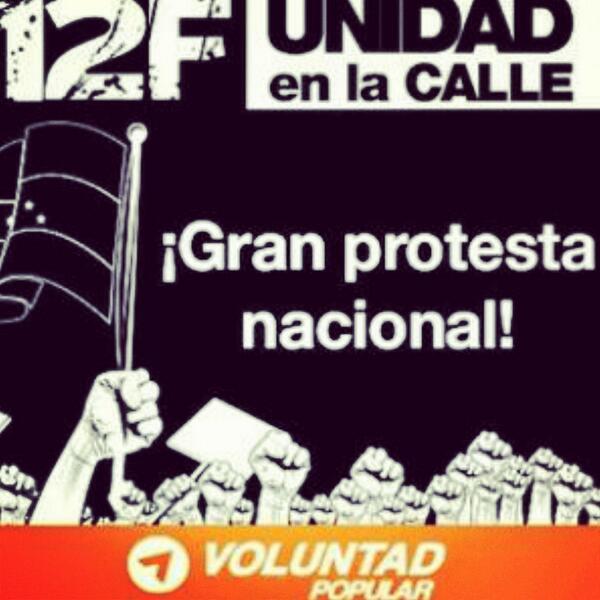 12F
UNIDAD
en la CALLE
¡Gran protesta
nacional!
VOLUNTAD
POPULAR